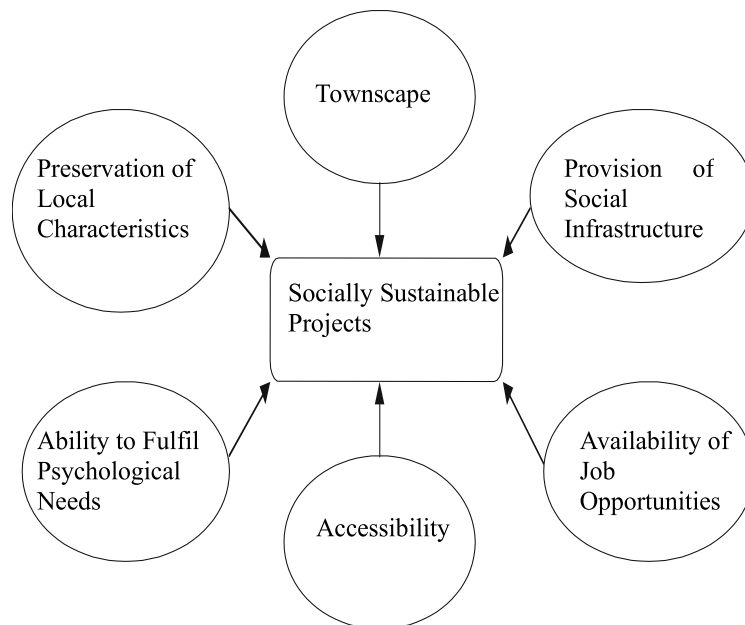 Townscape
Preservation of
Local
Characteristics
Provision of
Social
Infrastructure
Socially Sustainable
Projects
Ability to Fulfil
Psychological
Needs
Availability of
Job
Opportunities
Accessibility